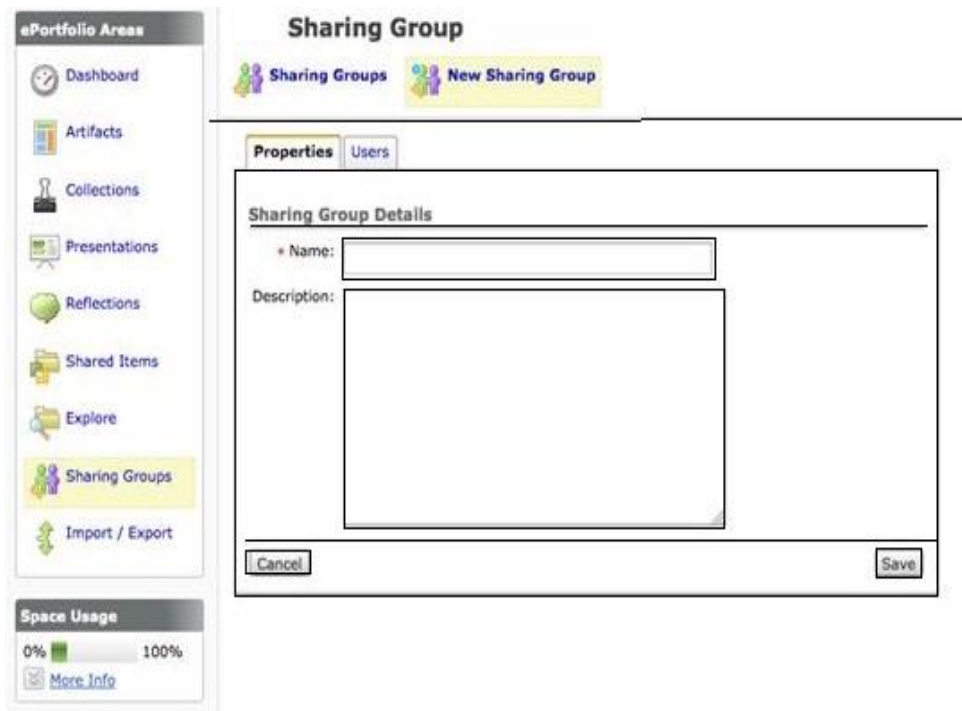 ePortfolio Areas
Dashboard
Artifacts
Collections
Presentations
Reflections
Shared Items
Explore
Sharing Groups
Import / Export
Space Usage
0% 100%
More Info
Sharing Group
Sharing Groups New Sharing Group
Properties Users
Sharing Group Details
* Name:
Description:
Cancel Save